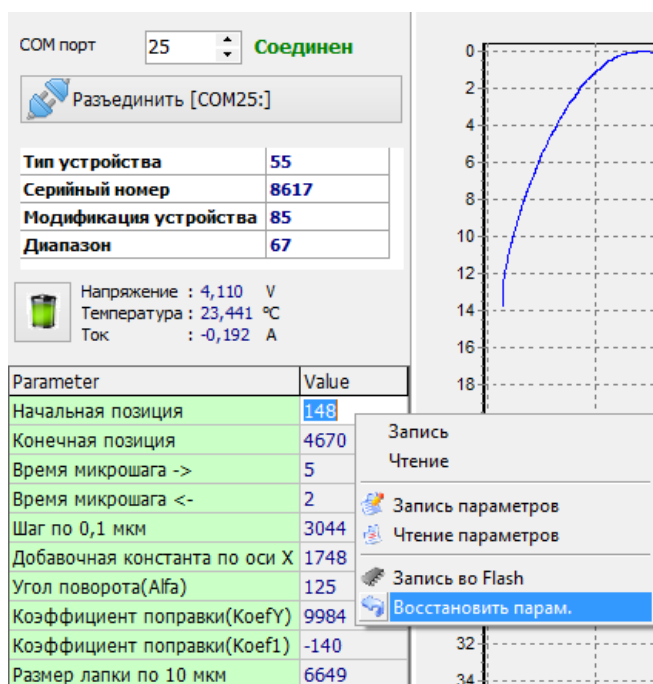 COM порт 25 Соединен
Разъединить [COM25:]
Тип устройства 55
Серийный номер 8617
Модификация устройства 85
Диапазон 67
Напряжение : 4,110 V
Температура : 23,441 ºC
Ток : -0,192 A
Parameter Value
Начальная позиция 148
Конечная позиция 4670
Время микрошага -> 5
Время микрошага <- 2
Шаг по 0,1 мкм 3044
Добавочная константа по оси X 1748
Угол поворота(Alfa) 125
Коэффициент поправки(KoefY) 9984
Коэффициент поправки(Koef1) -140
Размер лапки по 10 мкм 6649
Запись
Чтение
Запись параметров
Чтение параметров
Запись во Flash
Восстановить парам.
0
2
4
6
8
10
12
14
16
18
32
34